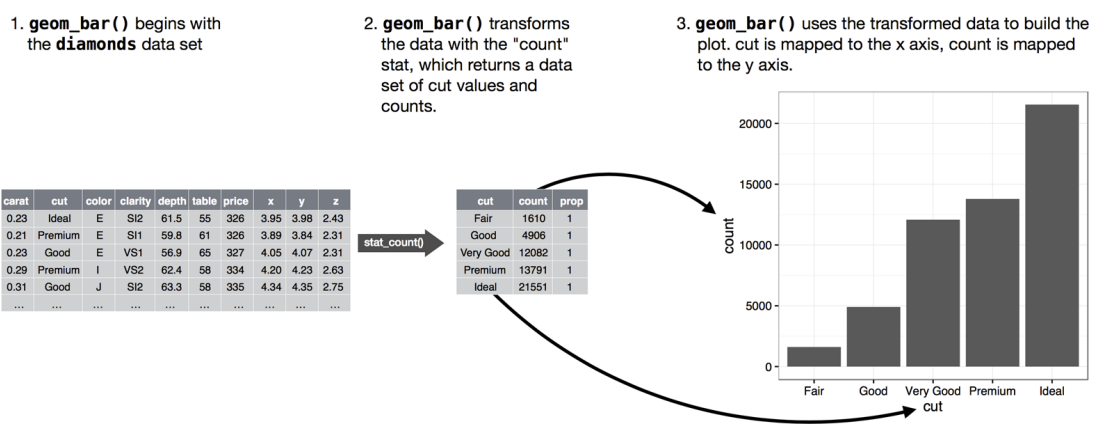 1. geom_bar() begins with
the diamonds data set
2. geom_bar() transforms
the data with the "count"
stat, which returns a data
set of cut values and
counts.
3. geom_bar() uses the transformed data to build the
plot. cut is mapped to the x axis, count is mapped
to the y axis.
carat cut color clarity depth table price x y z
0.23 Ideal E SI2 61.5 55 326 3.95 3.98 2.43
0.21 Premium E SI1 59.8 61 326 3.89 3.84 2.31
0.23 Good E VS1 56.9 65 327 4.05 4.07 2.31
0.29 Premium I VS2 62.4 58 334 4.20 4.23 2.63
0.31 Good J SI2 63.3 58 335 4.34 4.35 2.75
... ... ... ... ... ... ... ... ... ...
stat_count()
cut count prop
Fair 1610 1
Good 4906 1
Very Good 12082 1
Premium 13791 1
Ideal 21551 1
20000
15000
10000
5000
0
count
Fair Good Very Good Premium Ideal
cut